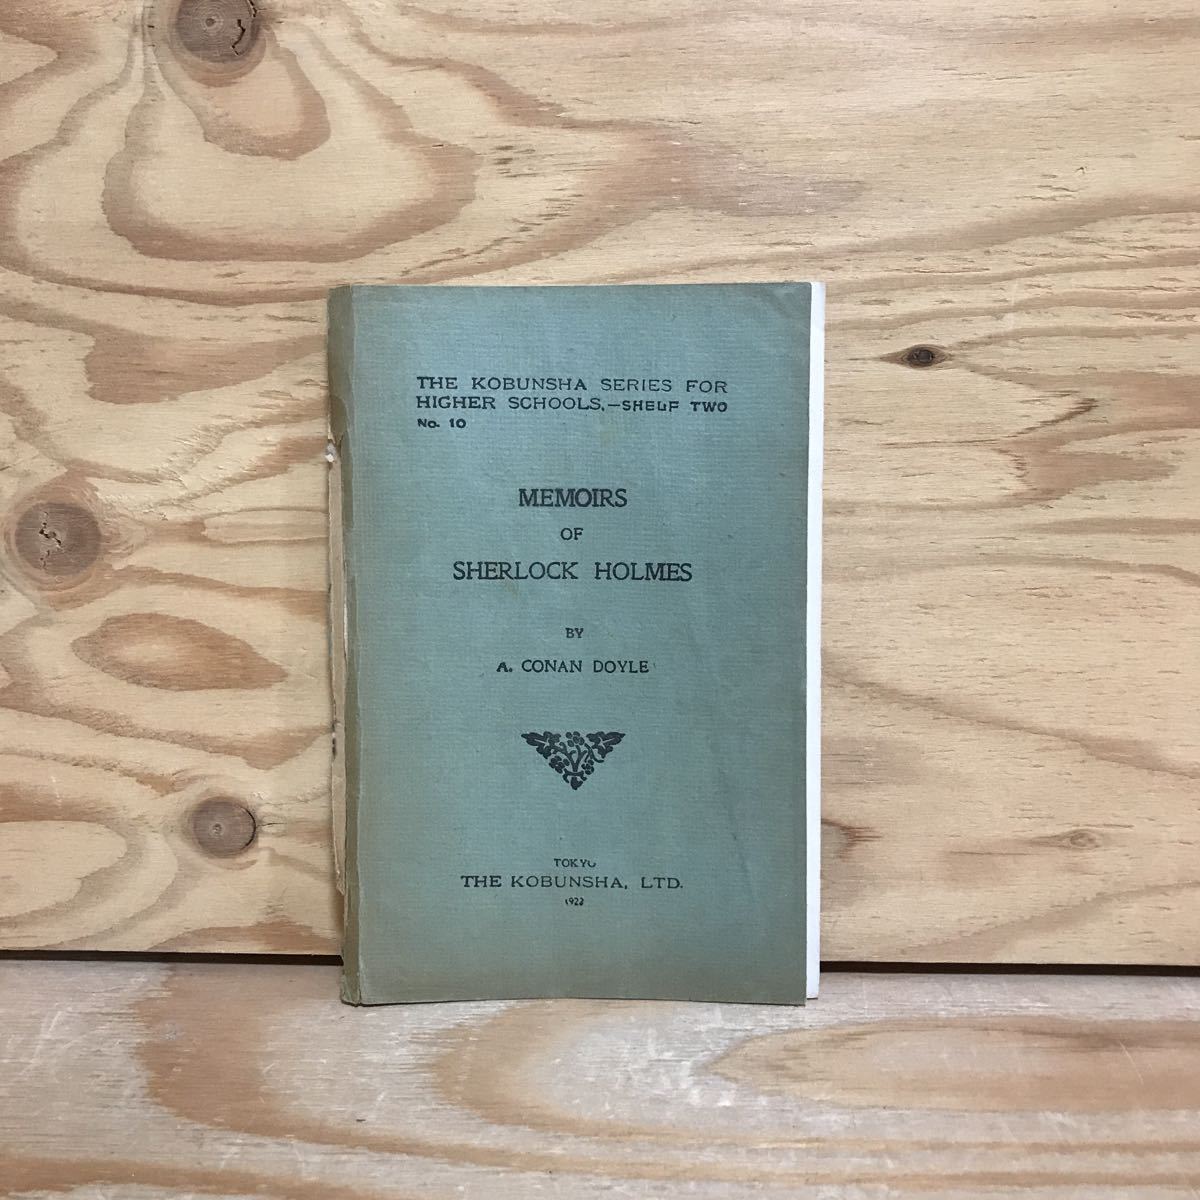 THE KOBUNSHA SERIES FOR
HIGHER SCHOOLS.—SHELF TWO
No. 10
MEMOIRS
OF
SHERLOCK HOLMES
BY
A. CONAN DOYLE
TOKYO
THE KOBUNSHA, LTD.